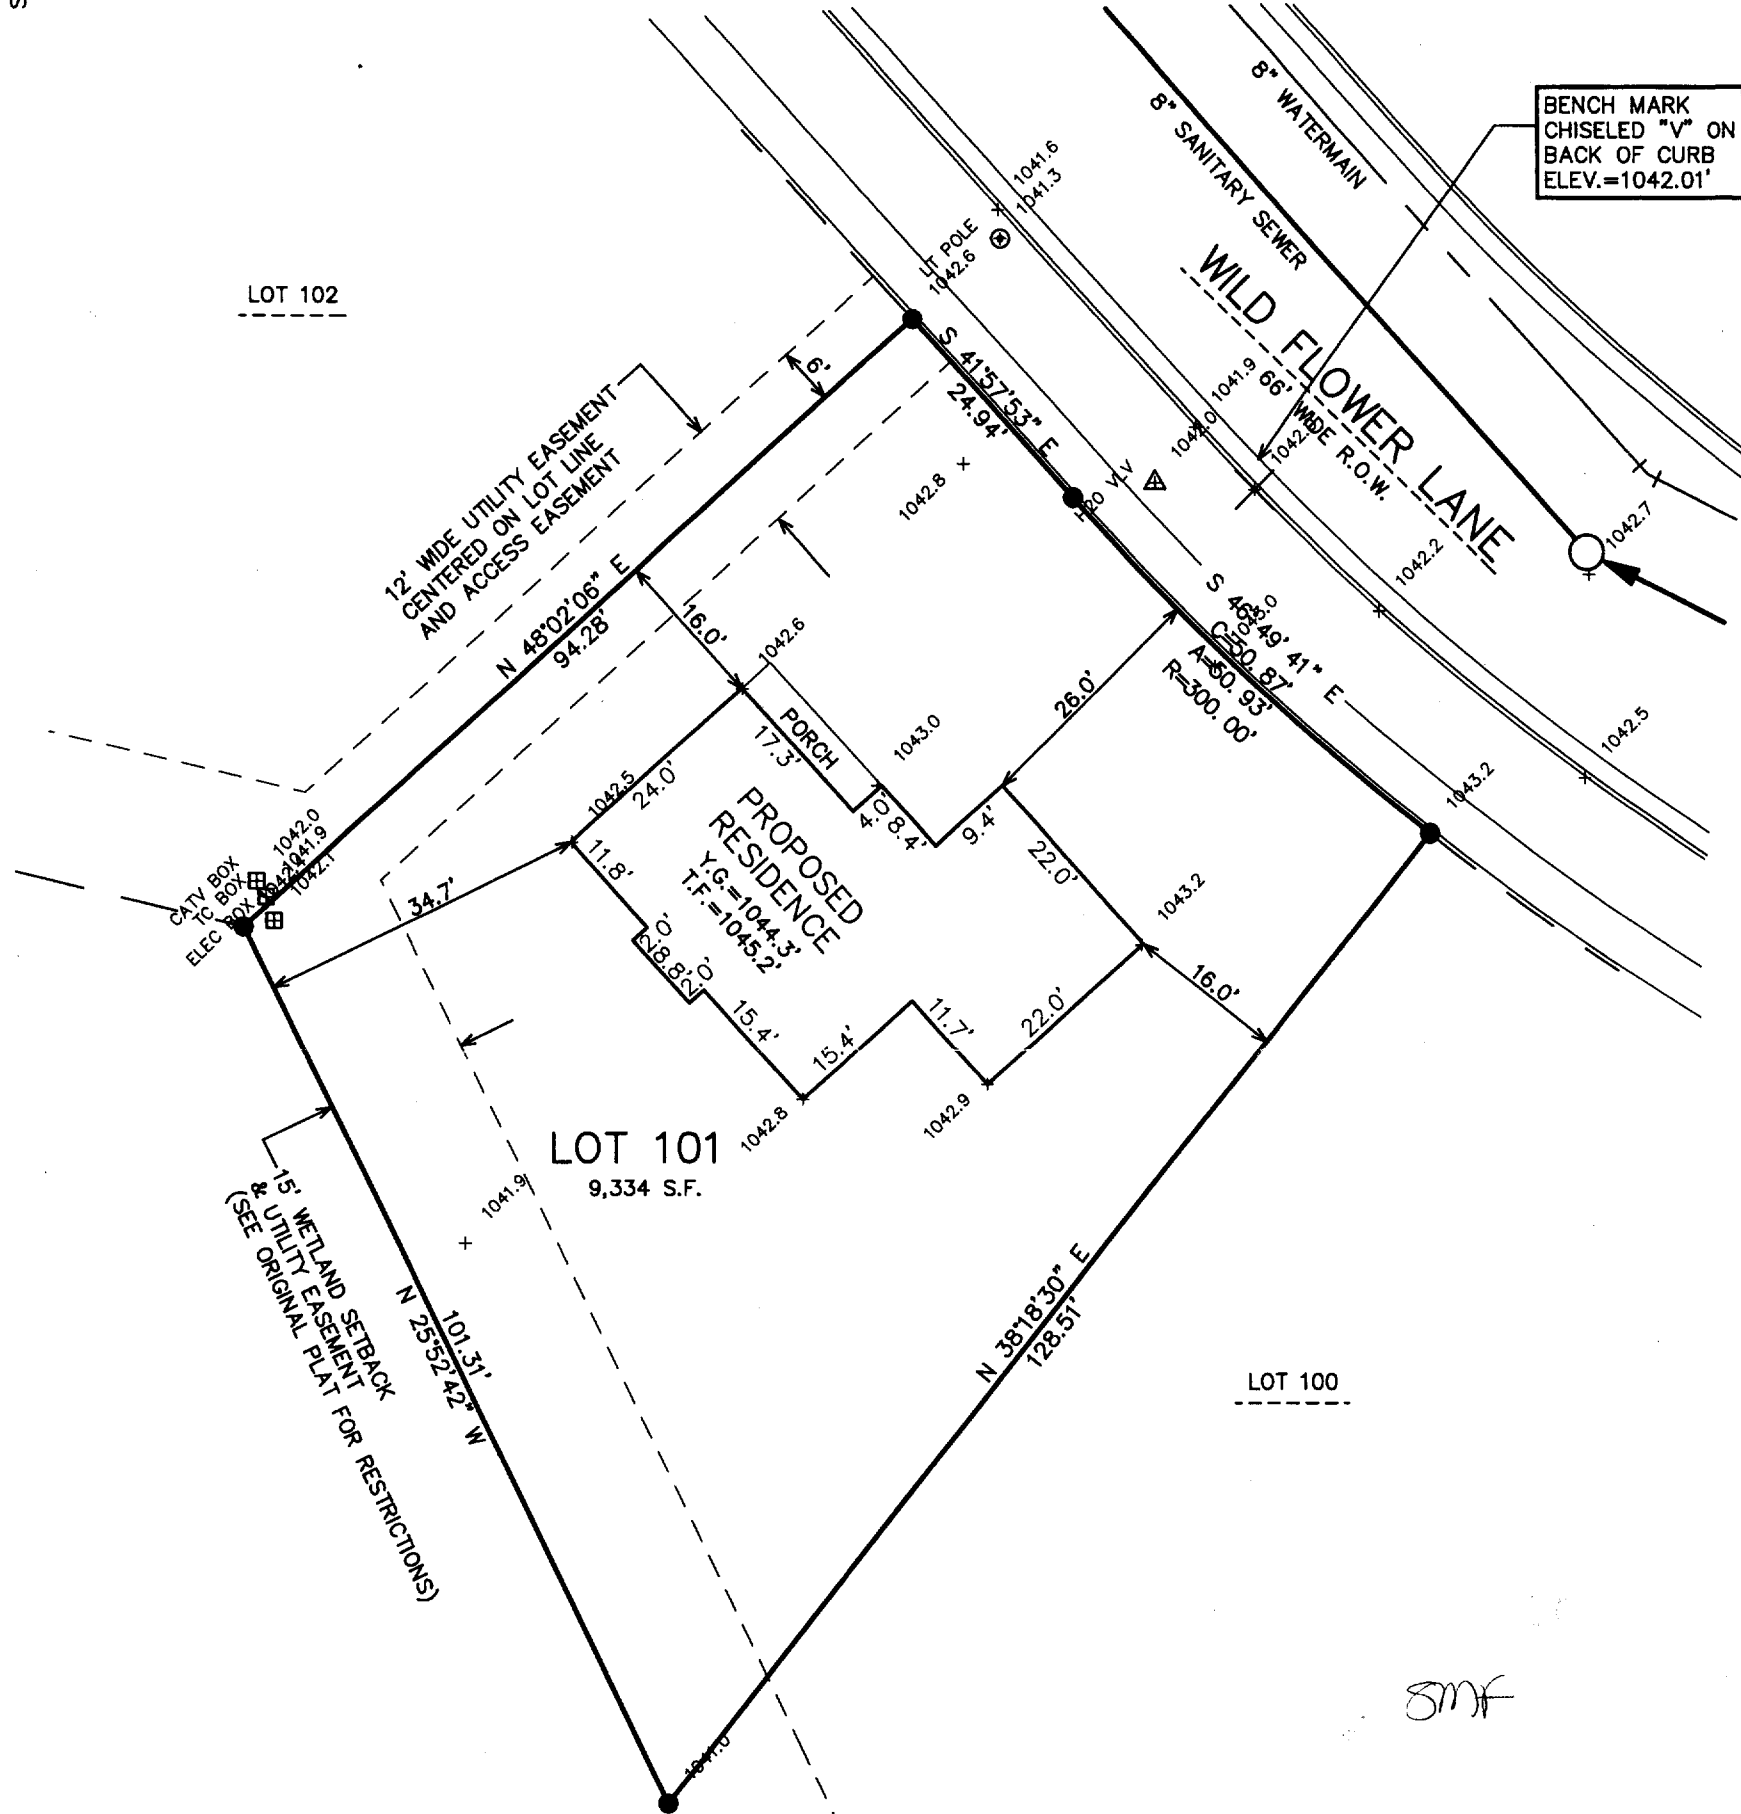 S
BENCH MARK
CHISELED "V" ON
BACK OF CURB
ELEV.=1042.01'
8" WATERMAIN
8" SANITARY SEWER
1041.6
1041.3
LT POLE
1042.6
WILD FLOWER LANE
66' WIDE R.O.W.
LOT 102
6'
S 41°57'53" E
24.94'
1041.9
1042.0
H20 VLV
1042.7
1042.2
12' WIDE UTILITY EASEMENT
CENTERED ON LOT LINE
AND ACCESS EASEMENT
1042.8
N 48°02'06" E
94.28'
16.0'
1042.6
S 46°49'41" E
C=50.87'
A=50.93'
R=300.00'
26.0'
PORCH
17.3'
1043.0
1042.5
1043.2
1042.5
24.0'
4.0'
8.4'
9.4'
22.0'
PROPOSED
RESIDENCE
Y.G.=1044.3'
T.F.=1045.2'
1042.0
1041.9
1042.1
CATV BOX
TC BOX
ELEC BOX
11.8'
34.7'
2.0'
28.8'
2.0'
1043.2
16.0'
15.4'
15.4'
11.7'
22.0'
1042.8
1042.9
LOT 101
9,334 S.F.
1041.9
15' WETLAND SETBACK
& UTILITY EASEMENT
(SEE ORIGINAL PLAT FOR RESTRICTIONS)
101.31'
N 25°52'42" W
N 38°18'30" E
128.51'
LOT 100
SMF
1041.0